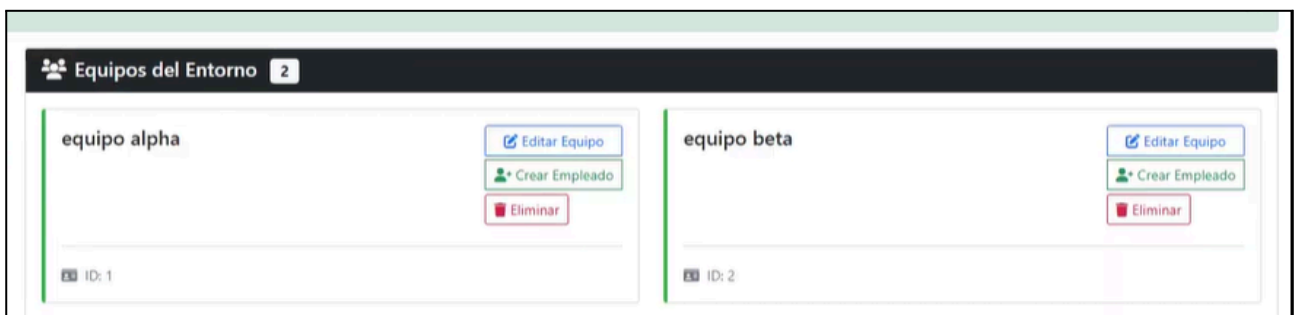 Equipos del Entorno 2
equipo alpha
Editar Equipo
Crear Empleado
Eliminar
ID: 1
equipo beta
Editar Equipo
Crear Empleado
Eliminar
ID: 2